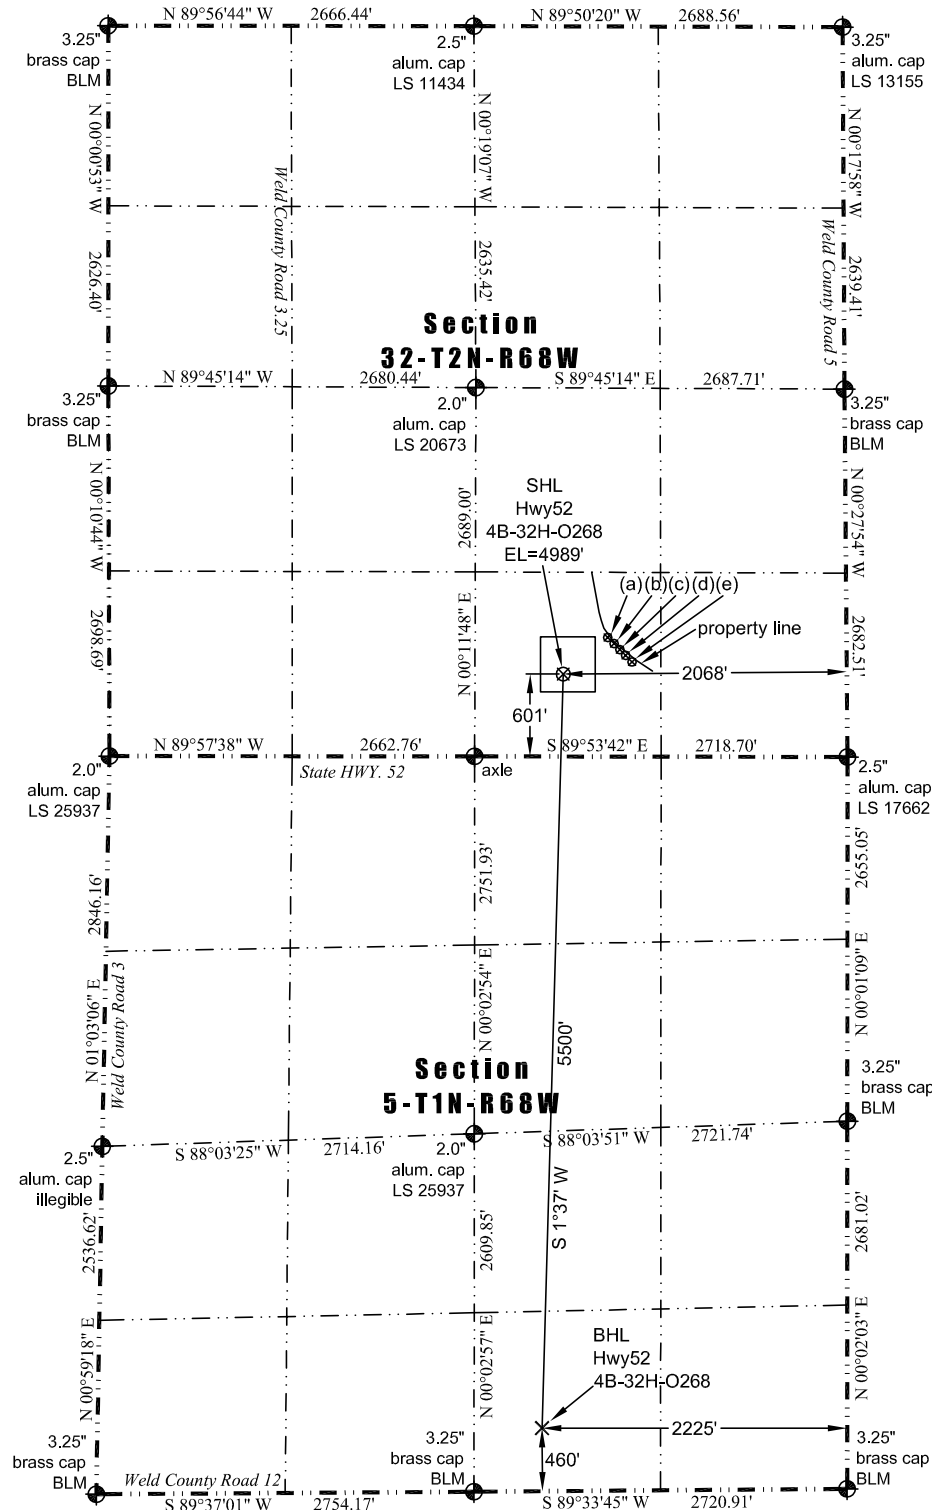 N 89°56'44" W 2666.44'
N 89°50'20" W 2688.56'
3.25"
brass cap
BLM
2.5"
alum. cap
LS 11434
3.25"
alum. cap
LS 13155
N 00°00'53" W
2626.40'
Weld County Road 3.25
N 00°19'07" W
2635.42'
N 00°17'58" W
2639.41'
Weld County Road 5
Section
32-T2N-R68W
N 89°45'14" W 2680.44'
S 89°45'14" E 2687.71'
3.25"
brass cap
BLM
2.0"
alum. cap
LS 20673
3.25"
brass cap
BLM
N 00°10'44" W
2698.69'
2689.00'
N 00°11'48" E
N 00°27'54" W
2682.51'
SHL
Hwy52
4B-32H-O268
EL=4989'
(a)(b)(c)(d)(e)
property line
2068'
601'
N 89°57'38" W 2662.76'
S 89°53'42" E 2718.70'
State HWY. 52
axle
2.0"
alum. cap
LS 25937
2.5"
alum. cap
LS 17662
2846.16'
N 01°03'06" E
Weld County Road 3
2751.93'
N 00°02'54" E
5500'
S 1°37' W
2655.05'
N 00°01'09" E
Section
5-T1N-R68W
3.25"
brass cap
BLM
S 88°03'25" W 2714.16'
S 88°03'51" W 2721.74'
2.5"
alum. cap
illegible
2.0"
alum. cap
LS 25937
2536.62'
N 00°59'18" E
2609.85'
N 00°02'57" E
2681.02'
N 00°02'03" E
BHL
Hwy52
4B-32H-O268
2225'
460'
3.25"
brass cap
BLM
3.25"
brass cap
BLM
3.25"
brass cap
BLM
Weld County Road 12
S 89°37'01" W 2754.17'
S 89°33'45" W 2720.91'